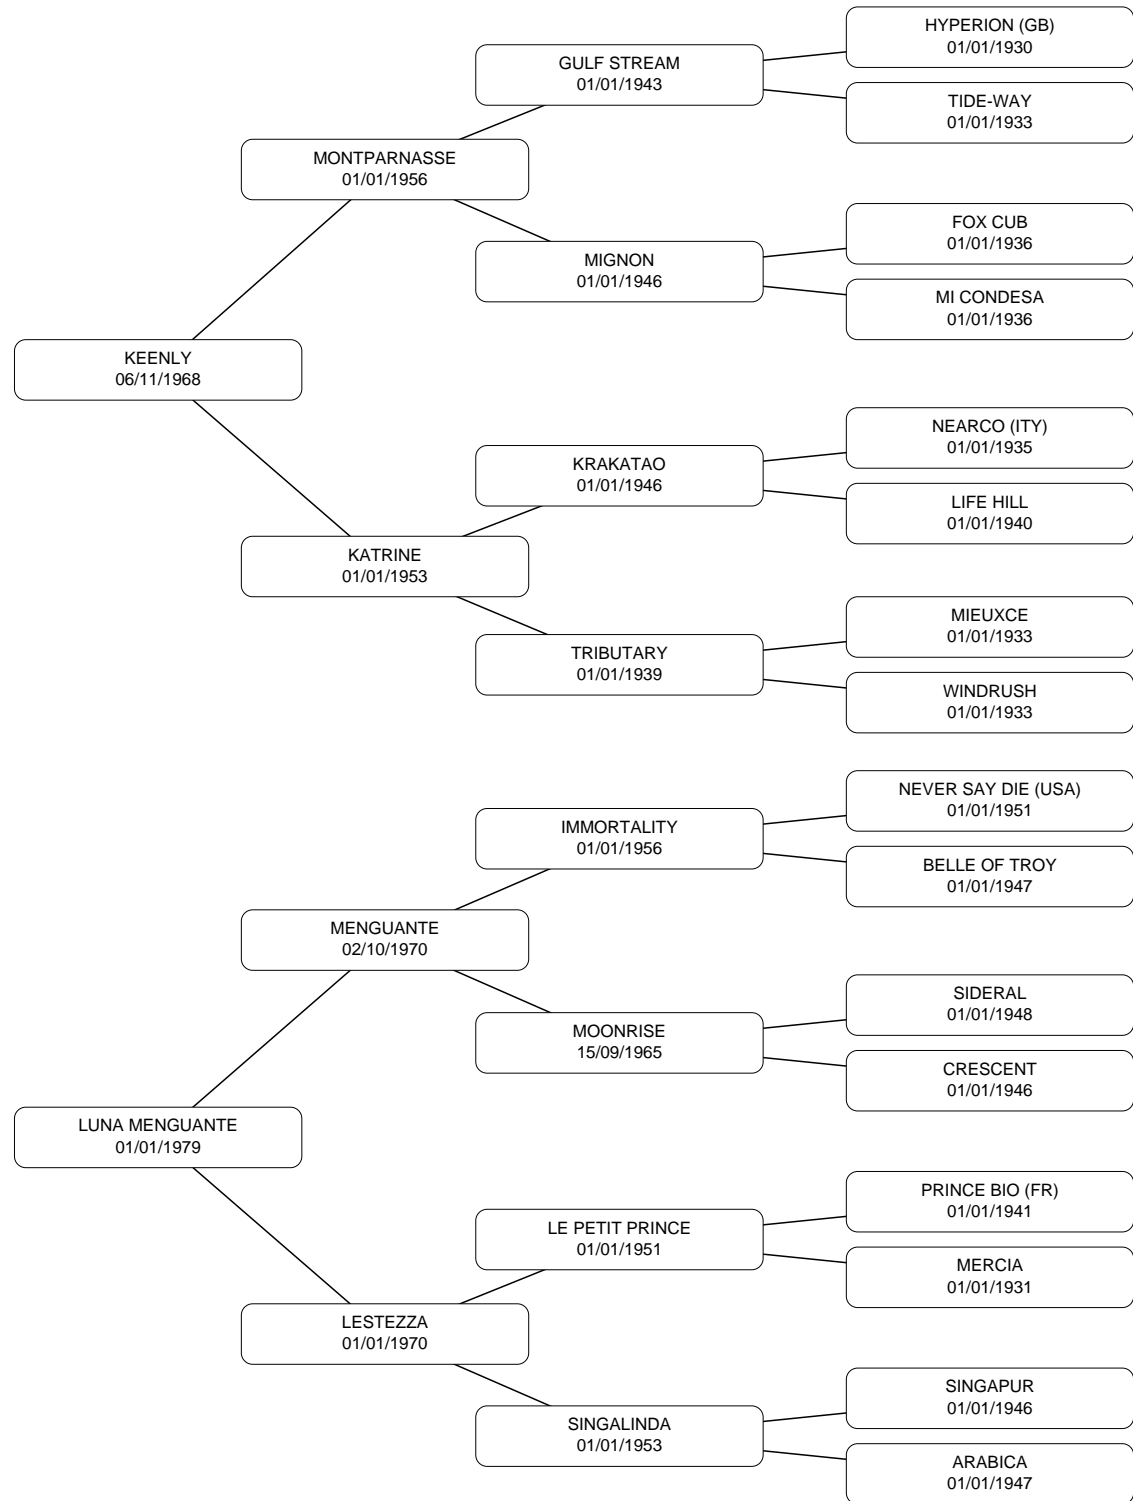 HYPERION (GB)
01/01/1930
GULF STREAM
01/01/1943
TIDE-WAY
01/01/1933
MONTPARNASSE
01/01/1956
FOX CUB
01/01/1936
MIGNON
01/01/1946
MI CONDESA
01/01/1936
KEENLY
06/11/1968
NEARCO (ITY)
01/01/1935
KRAKATAO
01/01/1946
LIFE HILL
01/01/1940
KATRINE
01/01/1953
MIEUXCE
01/01/1933
TRIBUTARY
01/01/1939
WINDRUSH
01/01/1933
NEVER SAY DIE (USA)
01/01/1951
IMMORTALITY
01/01/1956
BELLE OF TROY
01/01/1947
MENGUANTE
02/10/1970
SIDERAL
01/01/1948
MOONRISE
15/09/1965
CRESCENT
01/01/1946
LUNA MENGUANTE
01/01/1979
PRINCE BIO (FR)
01/01/1941
LE PETIT PRINCE
01/01/1951
MERCIA
01/01/1931
LESTEZZA
01/01/1970
SINGAPUR
01/01/1946
SINGALINDA
01/01/1953
ARABICA
01/01/1947